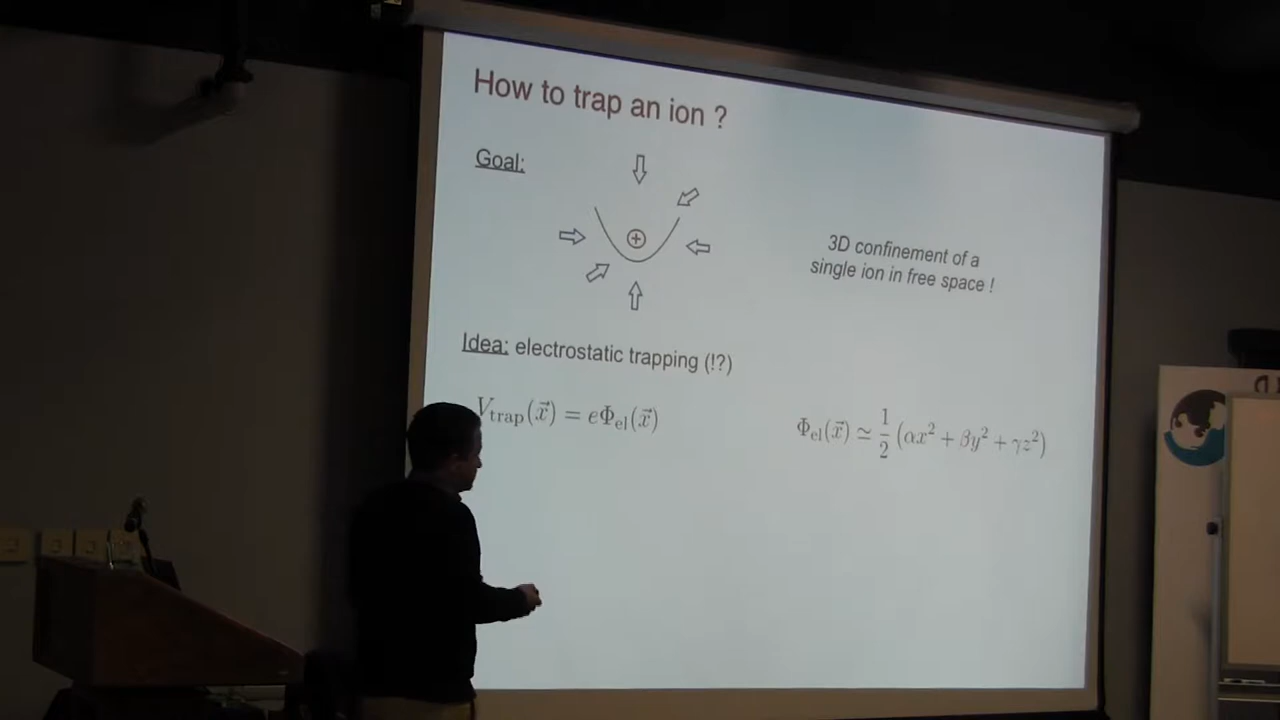 How to trap an ion ?
Goal:
3D confinement of a
single ion in free space !
Idea: electrostatic trapping (!?)
V_trap(x⃗) = eΦ_el(x⃗)
Φ_el(x⃗) ≃ 1/2 (αx² + βy² + γz²)